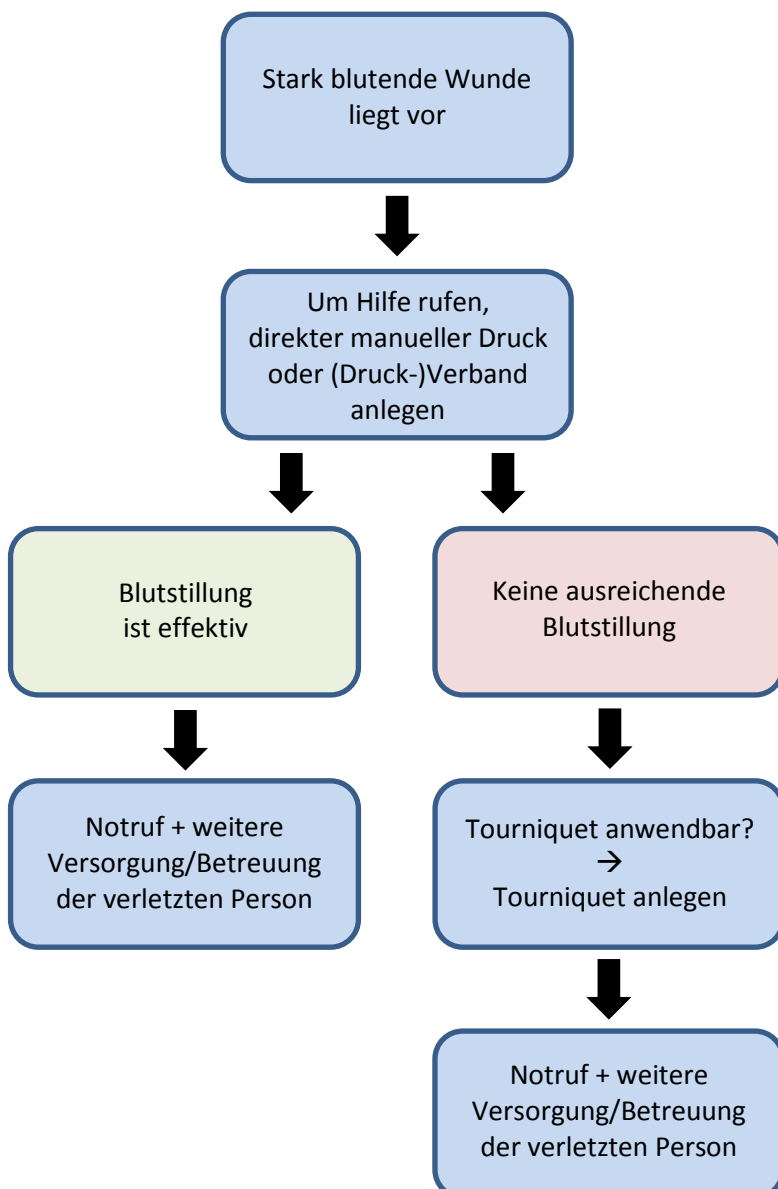 Stark blutende Wunde
liegt vor
Um Hilfe rufen,
direkter manueller Druck
oder (Druck-)Verband
anlegen
Blutstillung
ist effektiv
Keine ausreichende
Blutstillung
Notruf + weitere
Versorgung/Betreuung
der verletzten Person
Tourniquet anwendbar?
→
Tourniquet anlegen
Notruf + weitere
Versorgung/Betreuung
der verletzten Person